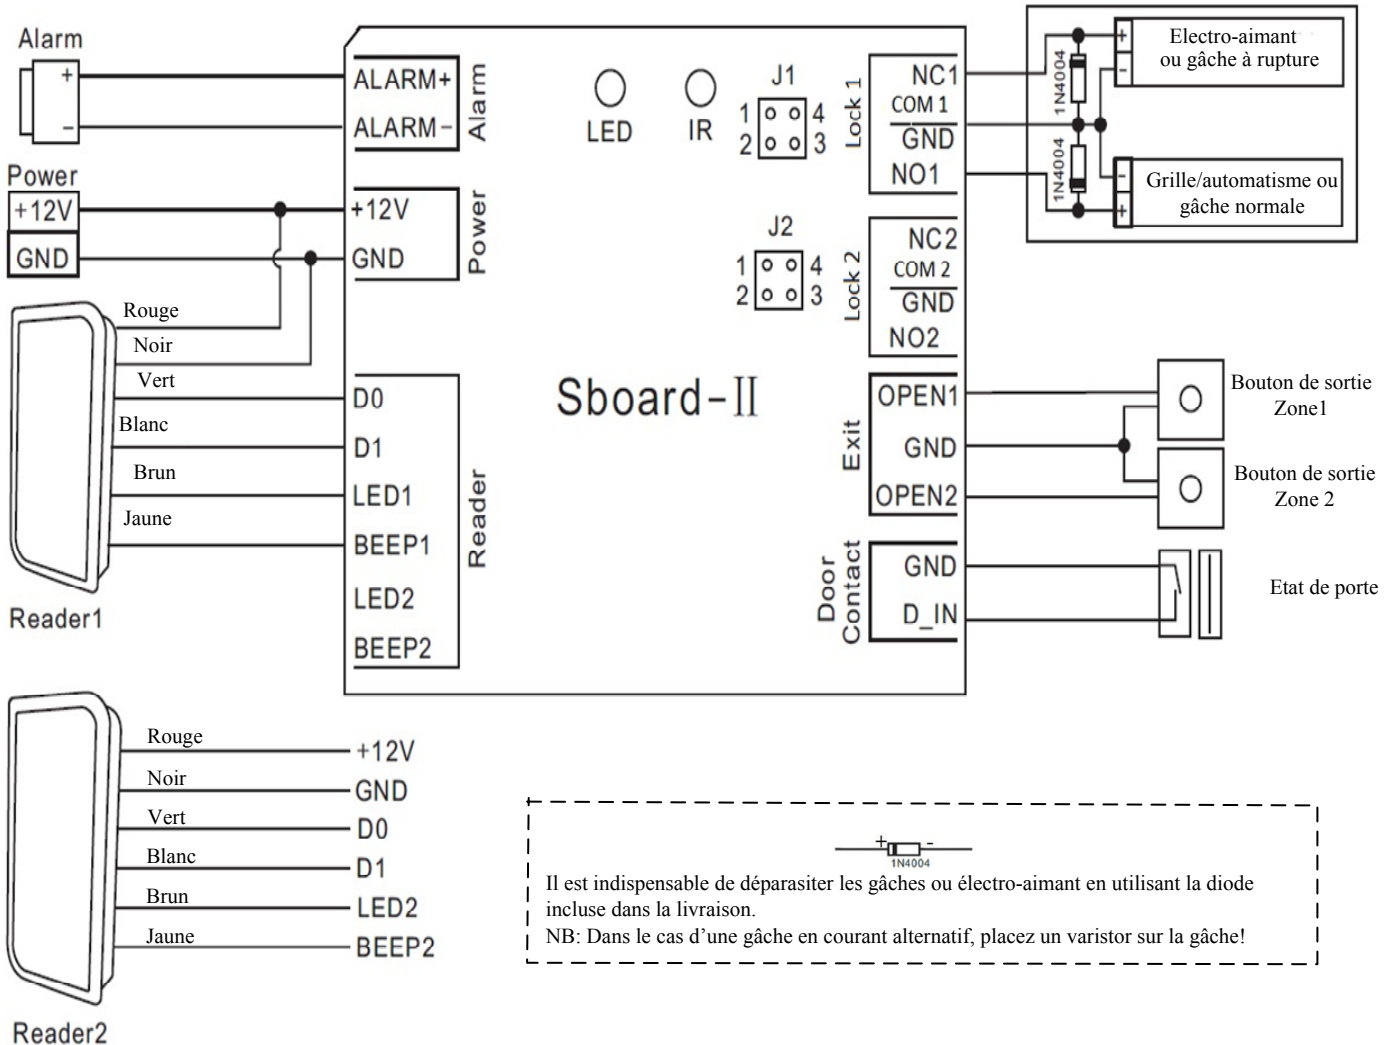 Alarm
+
-
Power
+12V
GND
Rouge
Noir
Vert
Blanc
Brun
Jaune
Reader1
ALARM+
ALARM-
Alarm
+12V
GND
Power
D0
D1
LED1
BEEP1
LED2
BEEP2
Reader
LED
IR
J1
1 4
2 3
J2
1 4
2 3
Sboard-II
Lock 1
NC1
COM 1
GND
NO1
Lock 2
NC2
COM 2
GND
NO2
Exit
OPEN1
GND
OPEN2
Door
Contact
GND
D_IN
1N4004
1N4004
+
-
Electro-aimant
ou gâche à rupture
-
+
Grille/automatisme ou
gâche normale
Bouton de sortie
Zone1
Bouton de sortie
Zone 2
Etat de porte
Rouge
Noir
Vert
Blanc
Brun
Jaune
+12V
GND
D0
D1
LED2
BEEP2
Reader2
+ -
1N4004
Il est indispensable de déparasiter les gâches ou électro-aimant en utilisant la diode
incluse dans la livraison.
NB: Dans le cas d’une gâche en courant alternatif, placez un varistor sur la gâche!